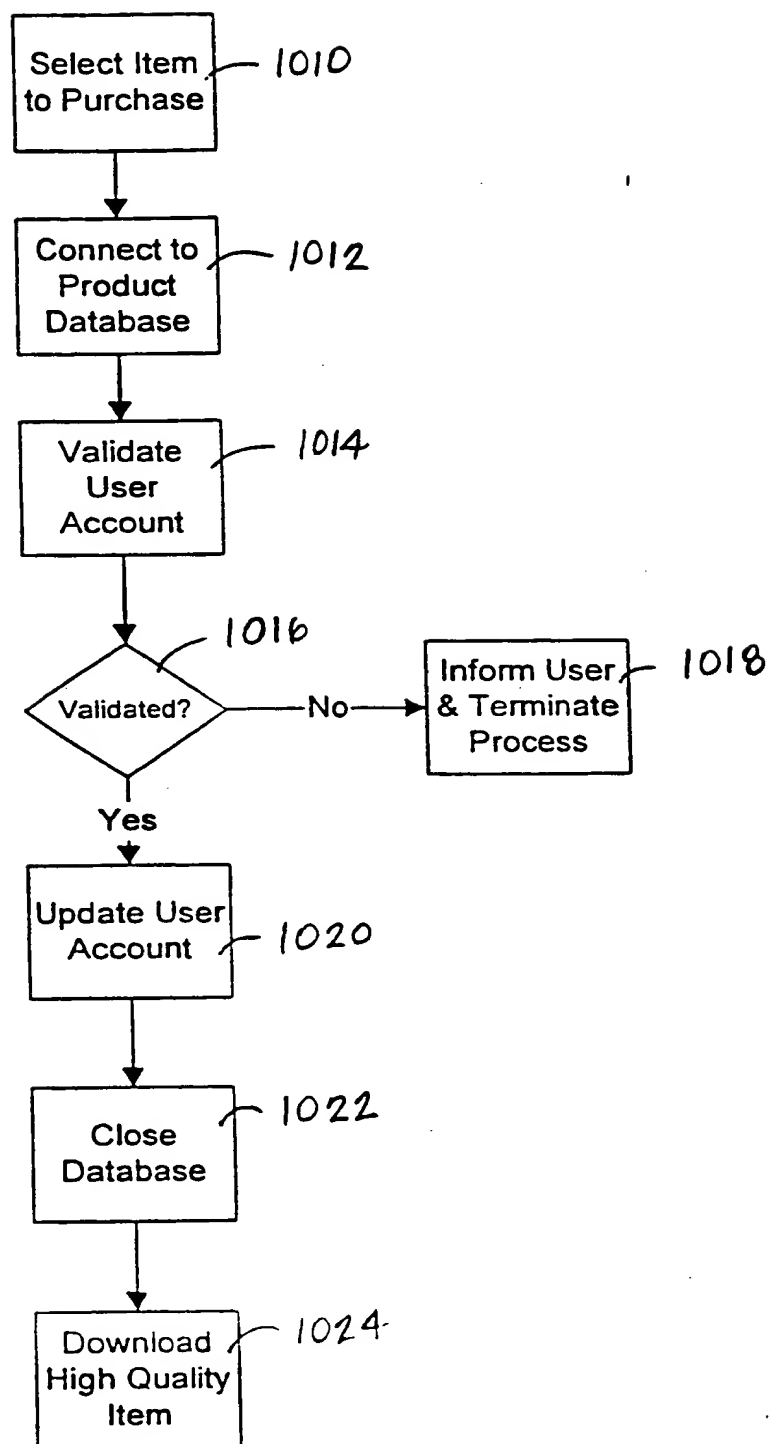 Select Item
to Purchase
1010
Connect to
Product
Database
1012
Validate
User
Account
1014
Validated?
1016
No
Inform User
& Terminate
Process
1018
Yes
Update User
Account
1020
Close
Database
1022
Download
High Quality
Item
1024